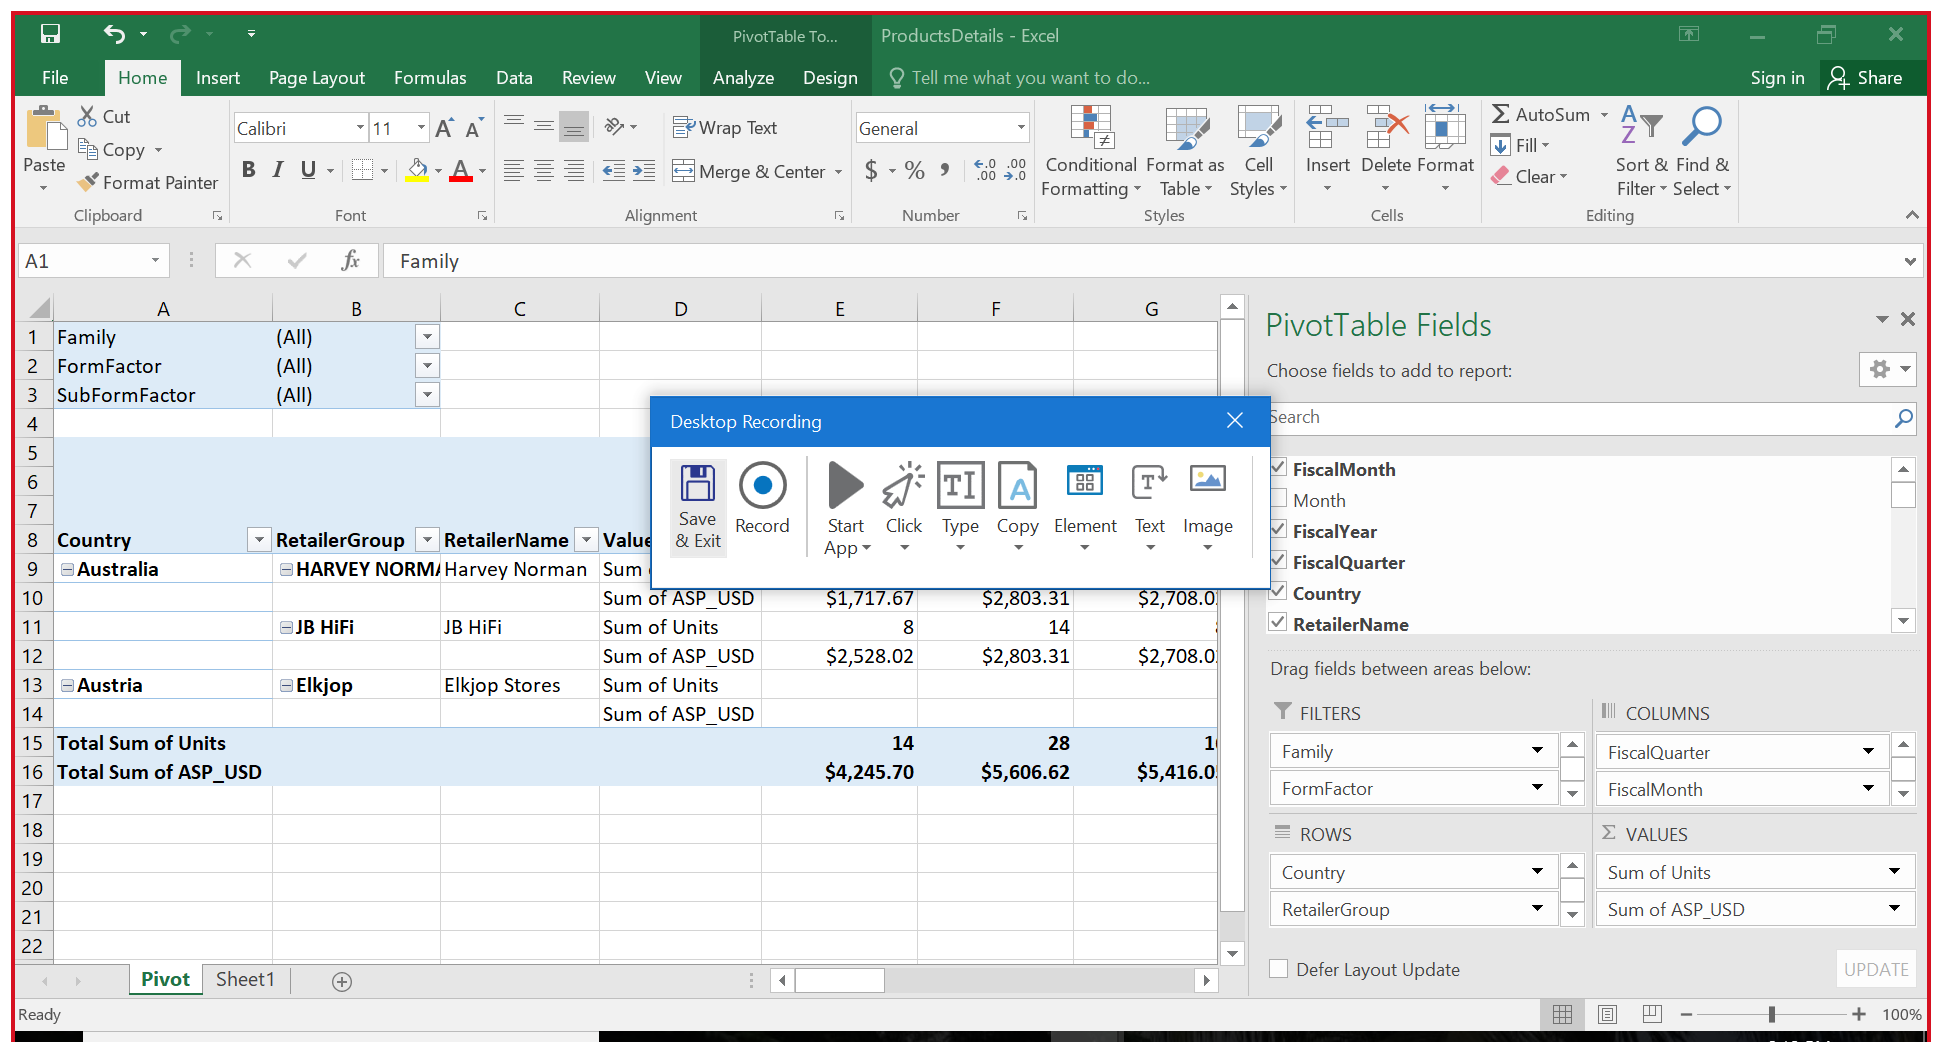 PivotTable To...
ProductsDetails - Excel
File Home Insert Page Layout Formulas Data Review View Analyze Design Tell me what you want to do... Sign in Share
Paste
Cut
Copy
Format Painter
Clipboard
Calibri 11
B I U A
Font
Wrap Text
Merge & Center
Alignment
General
$ % , .00 .0
Number
Conditional Formatting
Format as Table
Cell Styles
Styles
Insert Delete Format
Cells
AutoSum
Fill
Clear
Sort & Filter
Find & Select
Editing
A1 fx Family
A B C D E F G
1 Family (All)
2 FormFactor (All)
3 SubFormFactor (All)
4
5
6
7
8 Country RetailerGroup RetailerName Value
9 Australia HARVEY NORMA Harvey Norman Sum
10 Sum of ASP_USD $1,717.67 $2,803.31 $2,708.0
11 JB HiFi JB HiFi Sum of Units 8 14
12 Sum of ASP_USD $2,528.02 $2,803.31 $2,708.0
13 Austria Elkjop Elkjop Stores Sum of Units
14 Sum of ASP_USD
15 Total Sum of Units 14 28 1
16 Total Sum of ASP_USD $4,245.70 $5,606.62 $5,416.0
17
18
19
20
21
22
Desktop Recording
Save & Exit
Record
Start App
Click
Type
Copy
Element
Text
Image
PivotTable Fields
Choose fields to add to report:
Search
FiscalMonth
Month
FiscalYear
FiscalQuarter
Country
RetailerName
Drag fields between areas below:
FILTERS
Family
FormFactor
COLUMNS
FiscalQuarter
FiscalMonth
ROWS
Country
RetailerGroup
VALUES
Sum of Units
Sum of ASP_USD
Defer Layout Update UPDATE
Pivot Sheet1
Ready 100%